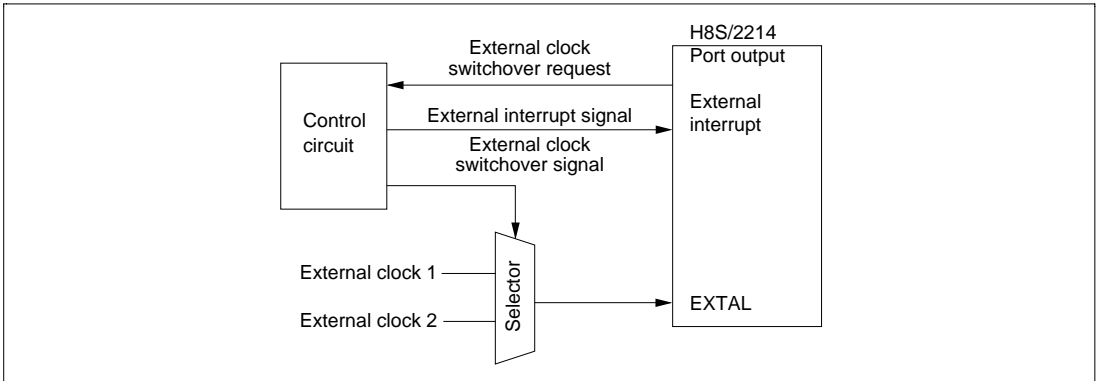 H8S/2214
Port output
External clock
switchover request
External
interrupt
External interrupt signal
Control
circuit
External clock
switchover signal
External clock 1
External clock 2
Selector
EXTAL